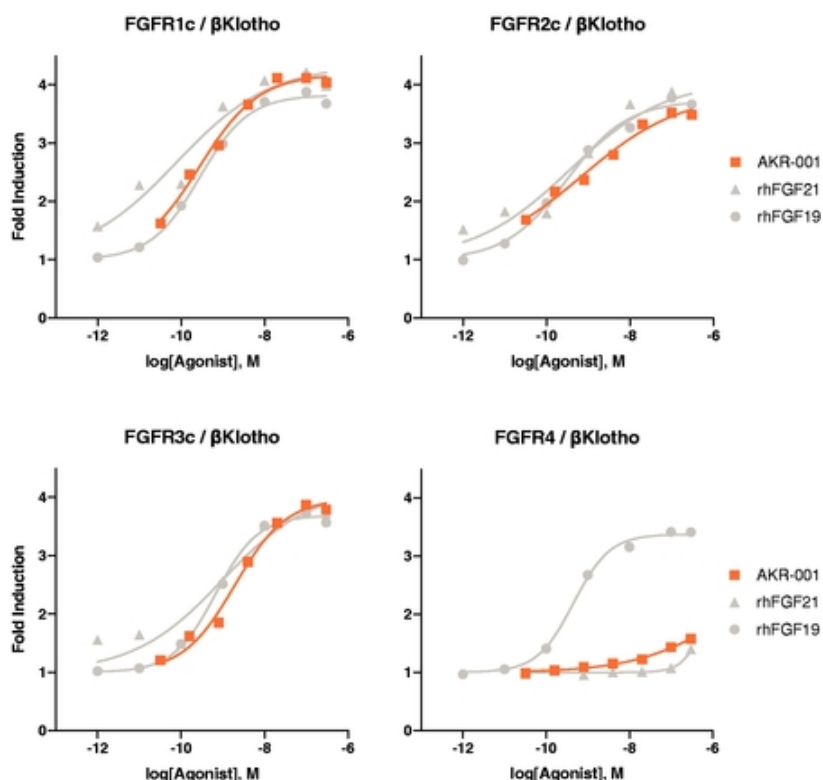 FGFR1c / βKlotho
FGFR2c / βKlotho
Fold Induction
4
3
2
1
0
-12
-10
-8
-6
log[Agonist], M
4
3
2
1
0
-12
-10
-8
-6
log[Agonist], M
AKR-001
rhFGF21
rhFGF19
FGFR3c / βKlotho
FGFR4 / βKlotho
Fold Induction
4
3
2
1
0
-12
-10
-8
-6
log[Agonist], M
4
3
2
1
0
-12
-10
-8
-6
log[Agonist], M
AKR-001
rhFGF21
rhFGF19